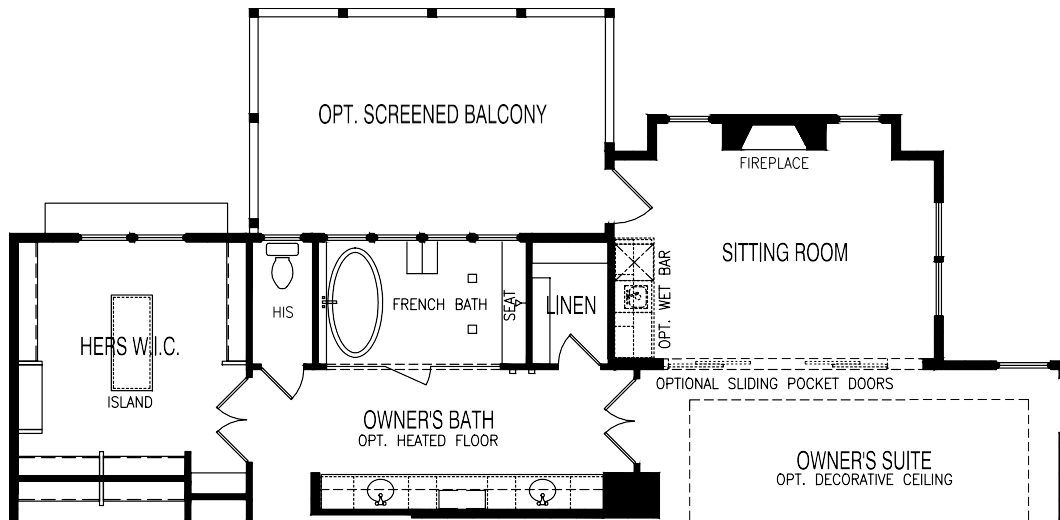 OPT. SCREENED BALCONY
FIREPLACE
SITTING ROOM
OPT. WET BAR
HIS
FRENCH BATH
SEAT
LINEN
HERS W.I.C.
ISLAND
OPTIONAL SLIDING POCKET DOORS
OWNER'S BATH
OPT. HEATED FLOOR
OWNER'S SUITE
OPT. DECORATIVE CEILING